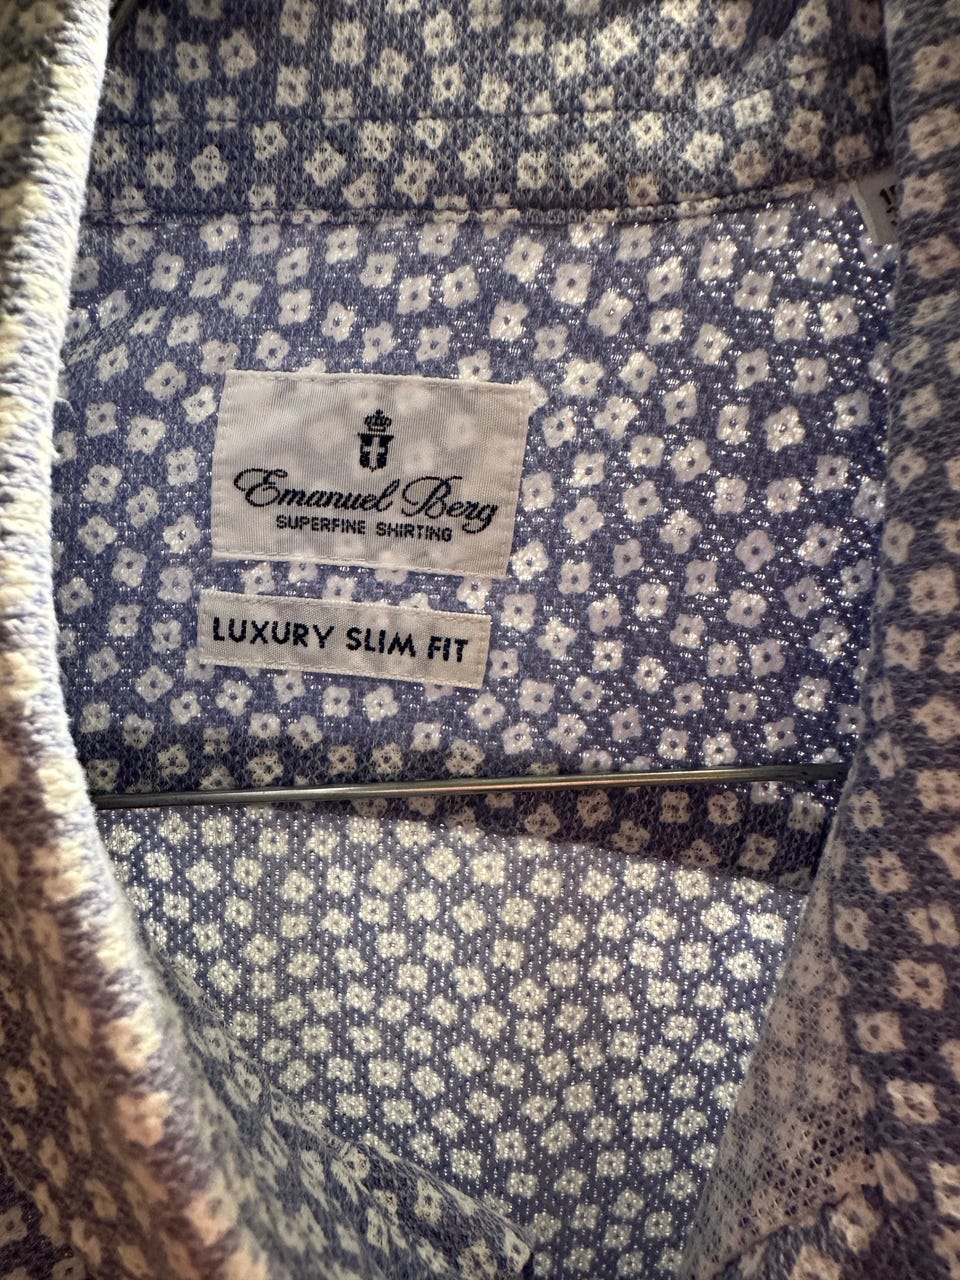 Emanuel Berg
SUPERFINE SHIRTING
LUXURY SLIM FIT